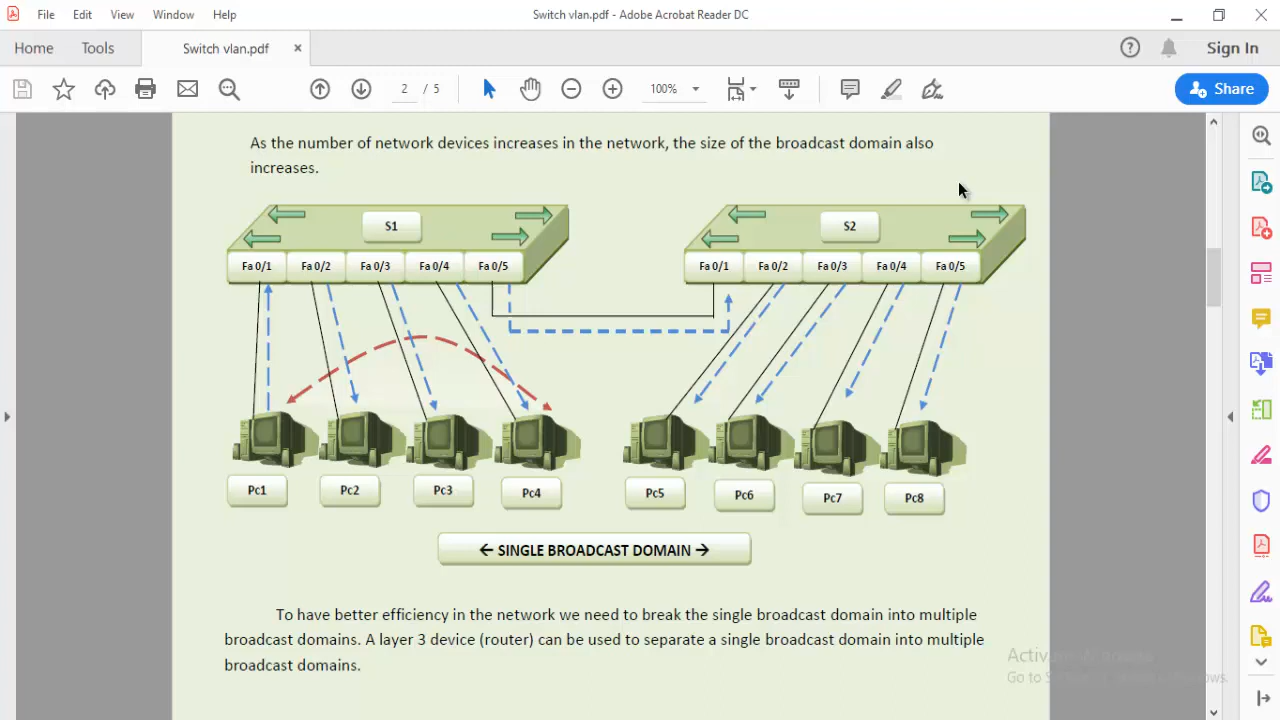 File Edit View Window Help
Switch vlan.pdf - Adobe Acrobat Reader DC
Home Tools Switch vlan.pdf × Sign In
2 / 5 100% Share
As the number of network devices increases in the network, the size of the broadcast domain also
increases.
S1 S2
Fa 0/1 Fa 0/2 Fa 0/3 Fa 0/4 Fa 0/5 Fa 0/1 Fa 0/2 Fa 0/3 Fa 0/4 Fa 0/5
Pc1 Pc2 Pc3 Pc4 Pc5 Pc6 Pc7 Pc8
← SINGLE BROADCAST DOMAIN →
To have better efficiency in the network we need to break the single broadcast domain into multiple
broadcast domains. A layer 3 device (router) can be used to separate a single broadcast domain into multiple
broadcast domains.
Go to